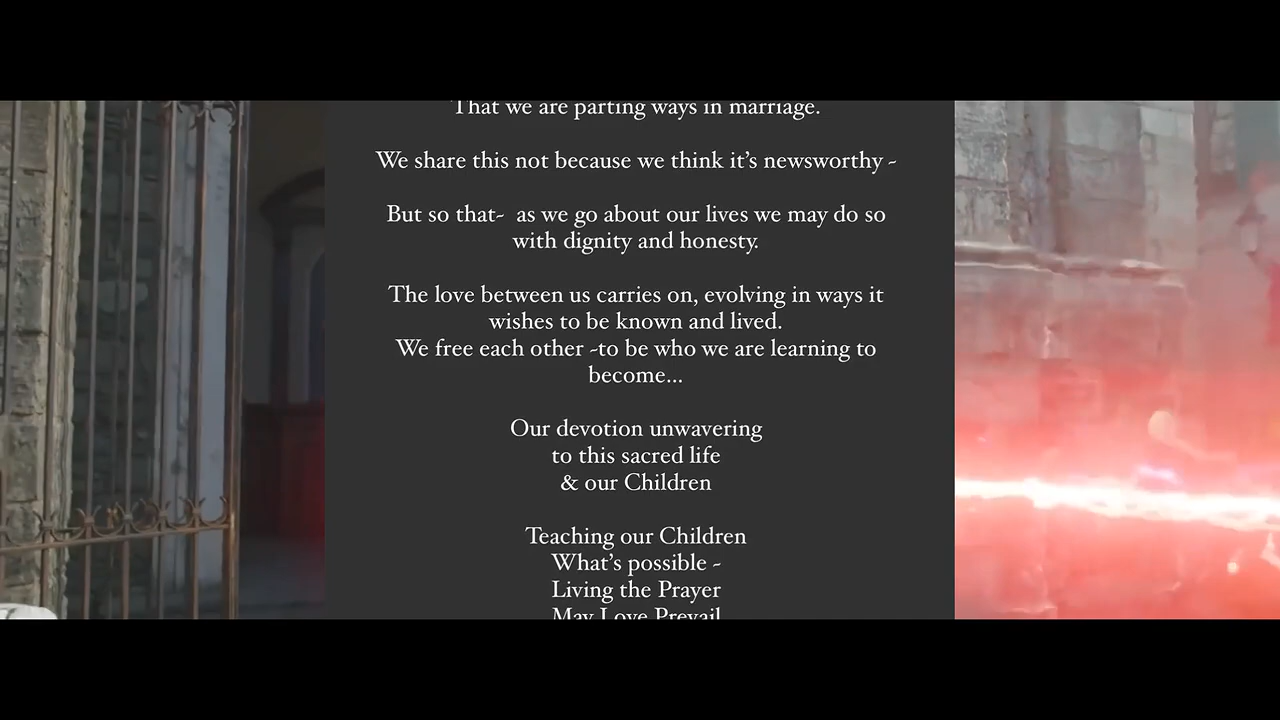 That we are parting ways in marriage.
We share this not because we think it’s newsworthy ~
But so that~ as we go about our lives we may do so
with dignity and honesty.
The love between us carries on, evolving in ways it
wishes to be known and lived.
We free each other ~to be who we are learning to
become...
Our devotion unwavering
to this sacred life
& our Children
Teaching our Children
What’s possible ~
Living the Prayer
May Love Prevail